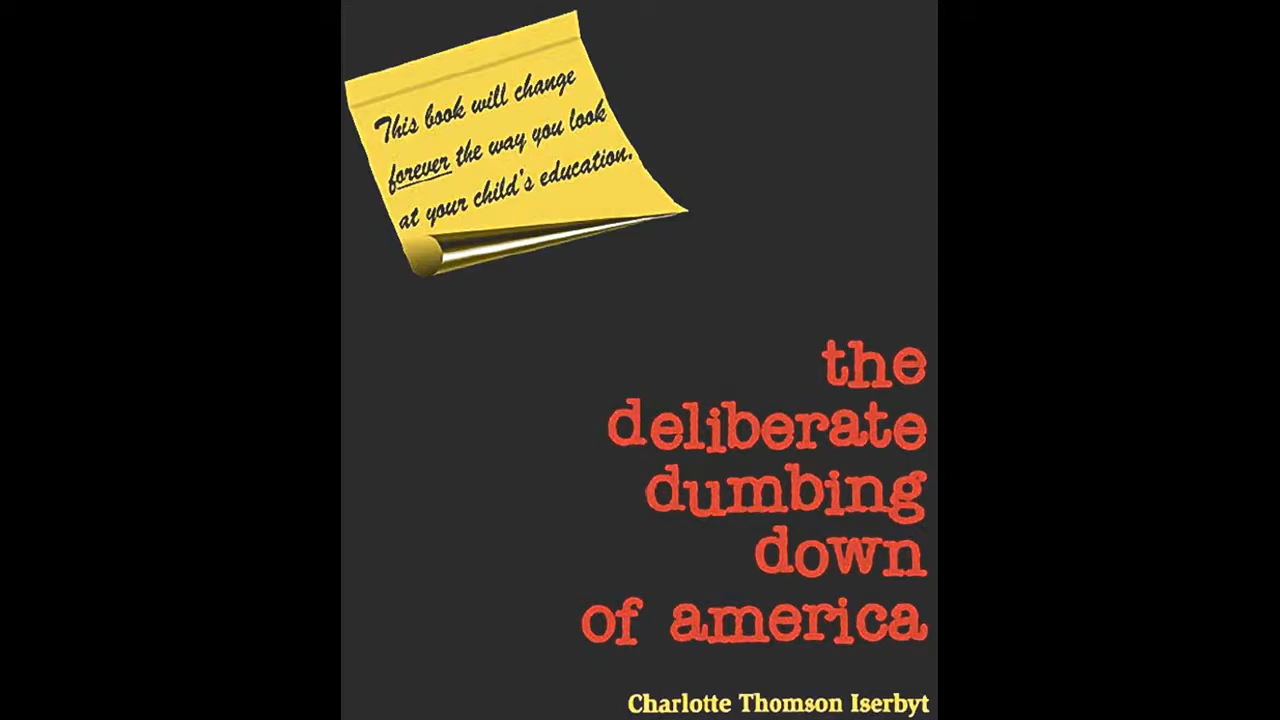 This book will change
forever the way you look
at your child's education.
the
deliberate
dumbing
down
of america
Charlotte Thomson Iserbyt